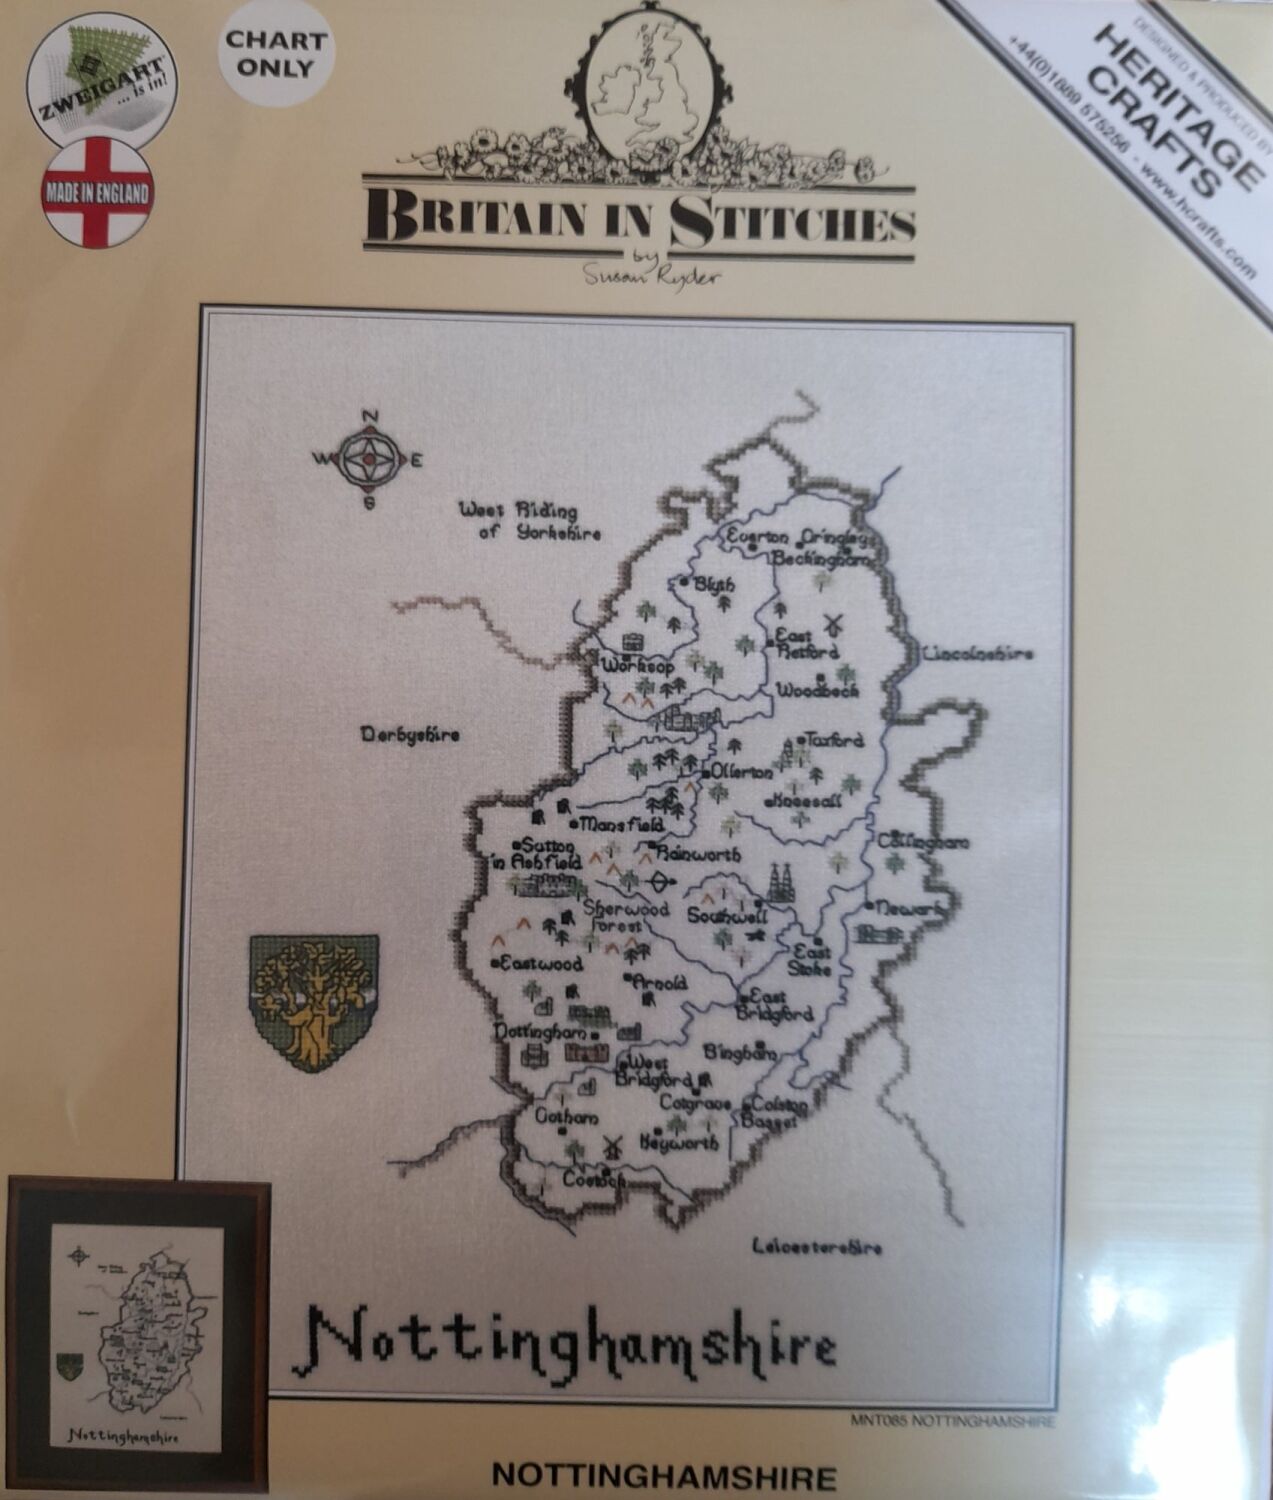 ZWEIGART
... is in!
CHART
ONLY
MADE IN ENGLAND
DESIGNED & PRODUCED BY
HERITAGE
CRAFTS
+44(0)1889 575256 - www.hcrafts.com
BRITAIN IN STITCHES
by
Susan Ryder
N
W E
S
West Riding
of Yorkshire
Everton Gringley
Beckingham
Blyth
East
Retford
Lincolnshire
Worksop
Woodbeck
Derbyshire
Tuxford
Ollerton
Kneesall
Mansfield
Collingham
Sutton
in Ashfield
Rainworth
Sherwood
Forest
Southwell
Newark
East
Stoke
Eastwood
Arnold
East
Bridgford
Nottingham
Bingham
West
Bridgford
Cotgrave
Colston
Basset
Gotham
Keyworth
Costock
Leicestershire
Nottinghamshire
MNT085 NOTTINGHAMSHIRE
Nottinghamshire
NOTTINGHAMSHIRE